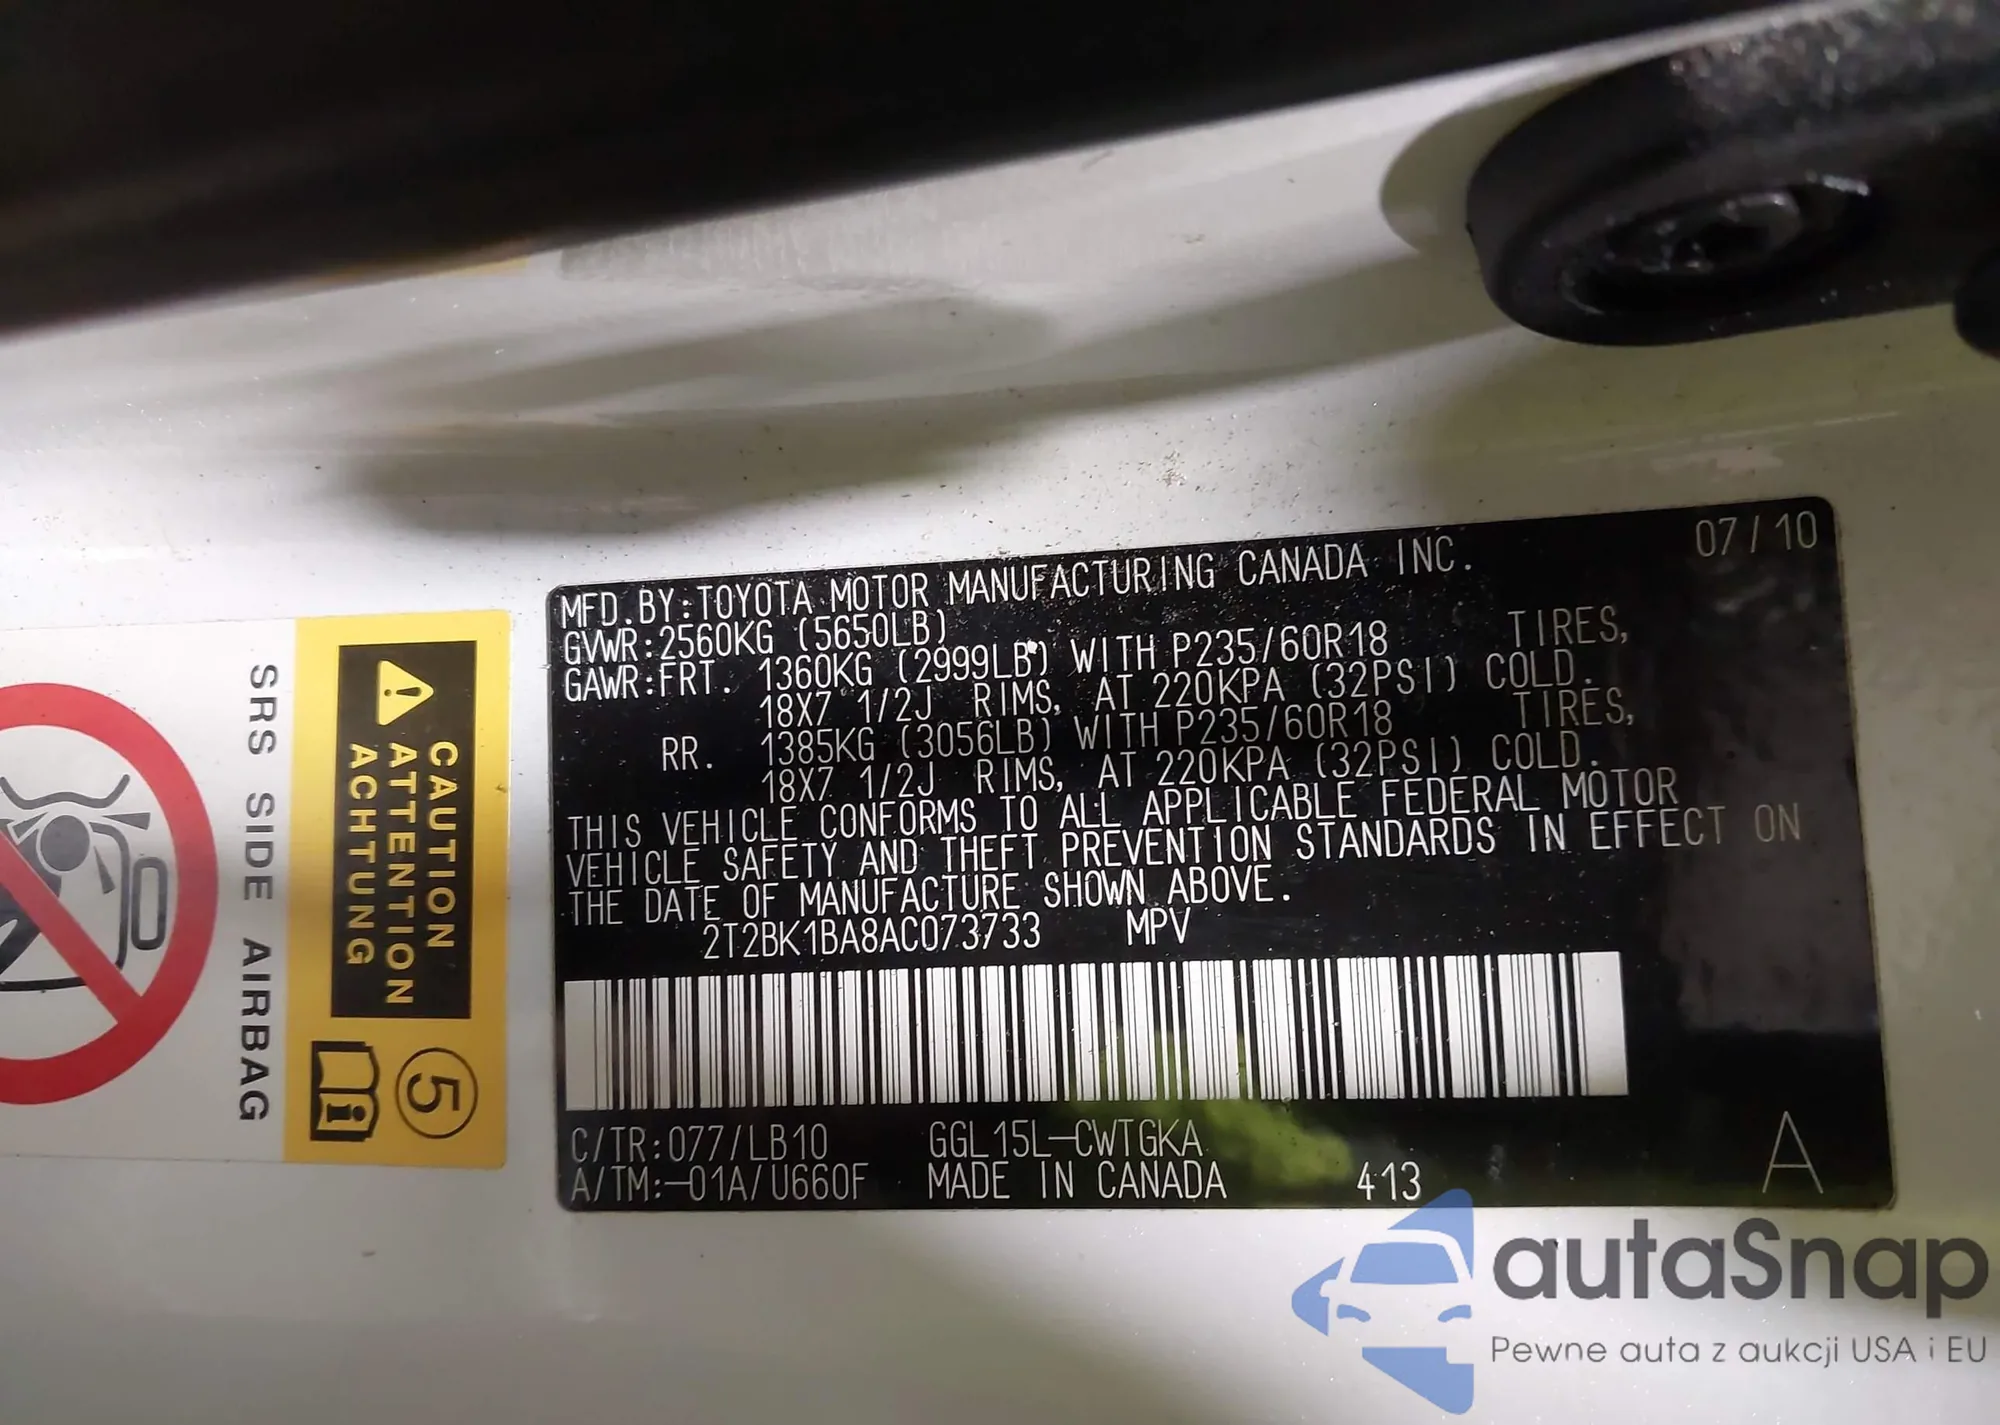 07/10
MFD.BY:TOYOTA MOTOR MANUFACTURING CANADA INC.
GVWR:2560KG (5650LB)
GAWR:FRT. 1360KG (2999LB) WITH P235/60R18 TIRES,
18X7 1/2J RIMS, AT 220KPA (32PSI) COLD.
RR. 1385KG (3056LB) WITH P235/60R18 TIRES,
18X7 1/2J RIMS, AT 220KPA (32PSI) COLD.
THIS VEHICLE CONFORMS TO ALL APPLICABLE FEDERAL MOTOR
VEHICLE SAFETY AND THEFT PREVENTION STANDARDS IN EFFECT ON
THE DATE OF MANUFACTURE SHOWN ABOVE.
2T2BK1BA8AC073733 MPV
C/TR:077/LB10 GGL15L-CWTGKA
A/TM:-01A/U660F MADE IN CANADA 413 A
CAUTION
ATTENTION
ACHTUNG
5
i
SRS SIDE AIRBAG
autaSnap
Pewne auta z aukcji USA i EU